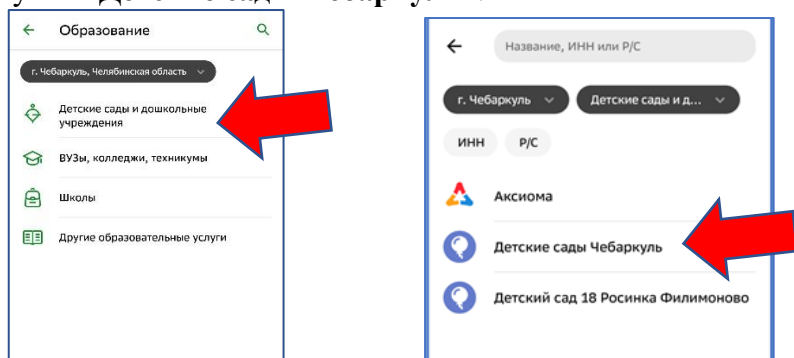 Образование
г. Чебаркуль, Челябинская область
Детские сады и дошкольные
учреждения
ВУЗы, колледжи, техникумы
Школы
Другие образовательные услуги
Название, ИНН или Р/С
г. Чебаркуль
Детские сады и д...
ИНН
Р/С
Аксиома
Детские сады Чебаркуль
Детский сад 18 Росинка Филимоново